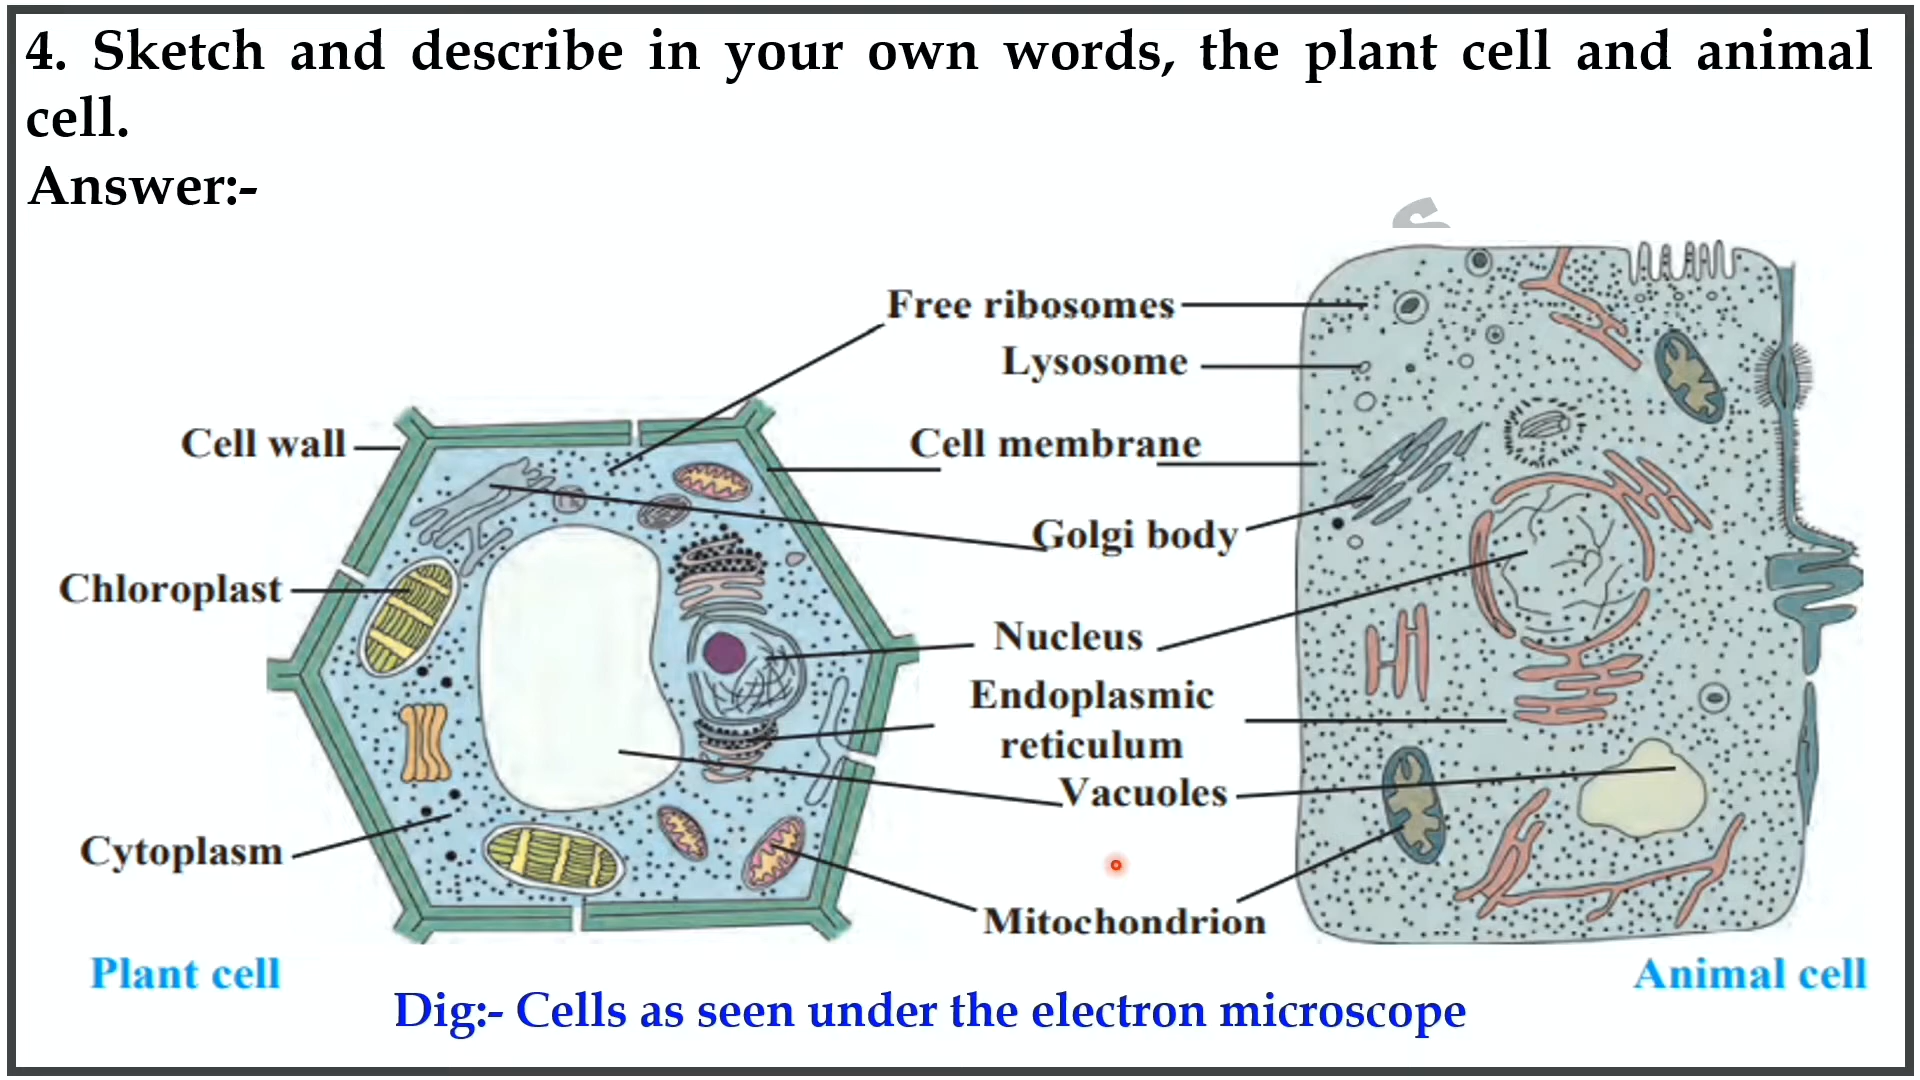 4. Sketch and describe in your own words, the plant cell and animal
cell.
Answer:-
Free ribosomes
Lysosome
Cell wall
Cell membrane
Golgi body
Chloroplast
Nucleus
Endoplasmic
reticulum
Vacuoles
Cytoplasm
Mitochondrion
Plant cell
Animal cell
Dig:- Cells as seen under the electron microscope